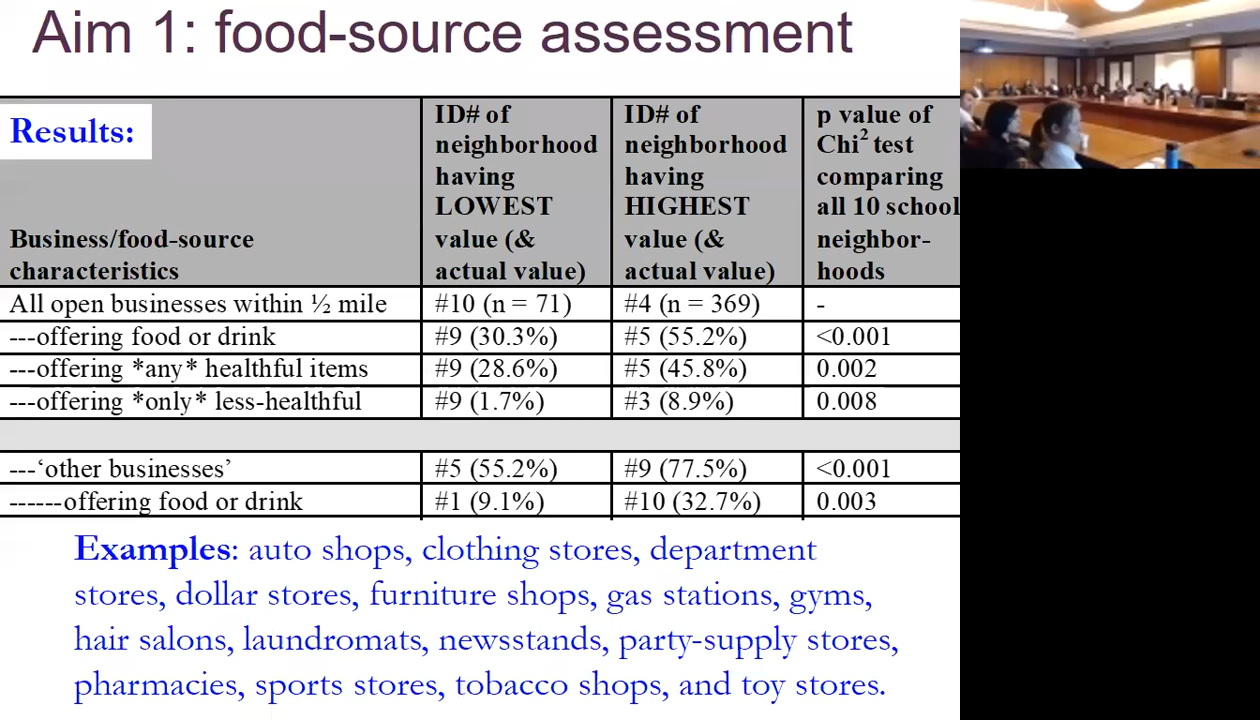 Aim 1: food-source assessment
Results:
Business/food-source
characteristics
ID# of
neighborhood
having
LOWEST
value (&
actual value)
ID# of
neighborhood
having
HIGHEST
value (&
actual value)
p value of
Chi² test
comparing
all 10 school
neighbor-
hoods
All open businesses within ½ mile #10 (n = 71) #4 (n = 369) -
---offering food or drink #9 (30.3%) #5 (55.2%) <0.001
---offering *any* healthful items #9 (28.6%) #5 (45.8%) 0.002
---offering *only* less-healthful #9 (1.7%) #3 (8.9%) 0.008
---‘other businesses’ #5 (55.2%) #9 (77.5%) <0.001
------offering food or drink #1 (9.1%) #10 (32.7%) 0.003
Examples: auto shops, clothing stores, department
stores, dollar stores, furniture shops, gas stations, gyms,
hair salons, laundromats, newsstands, party-supply stores,
pharmacies, sports stores, tobacco shops, and toy stores.